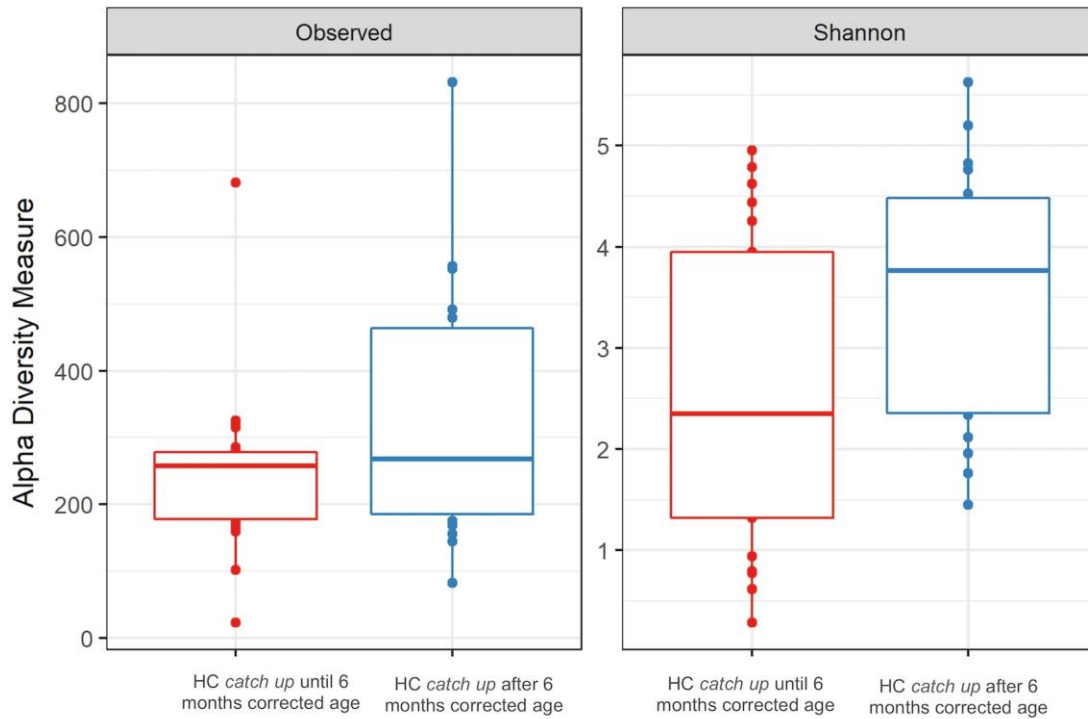 Observed
Shannon
Alpha Diversity Measure
800
600
400
200
0
5
4
3
2
1
HC catch up until 6
months corrected age
HC catch up after 6
months corrected age
HC catch up until 6
months corrected age
HC catch up after 6
months corrected age